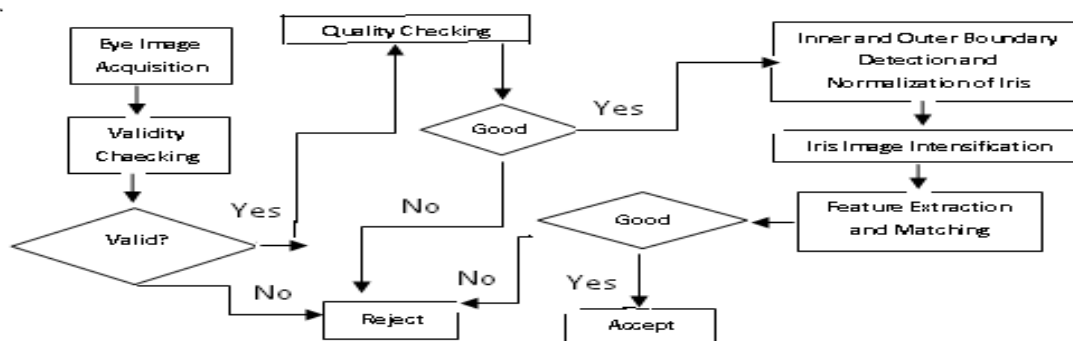 Eye Image
Acquisition
Validity
Chaecking
Valid?
Yes
No
Quality Checking
Good
Yes
No
Inner and Outer Boundary
Detection and
Normalization of Iris
Iris Image Intensification
Feature Extraction
and Matching
Good
No
Yes
Reject
Accept